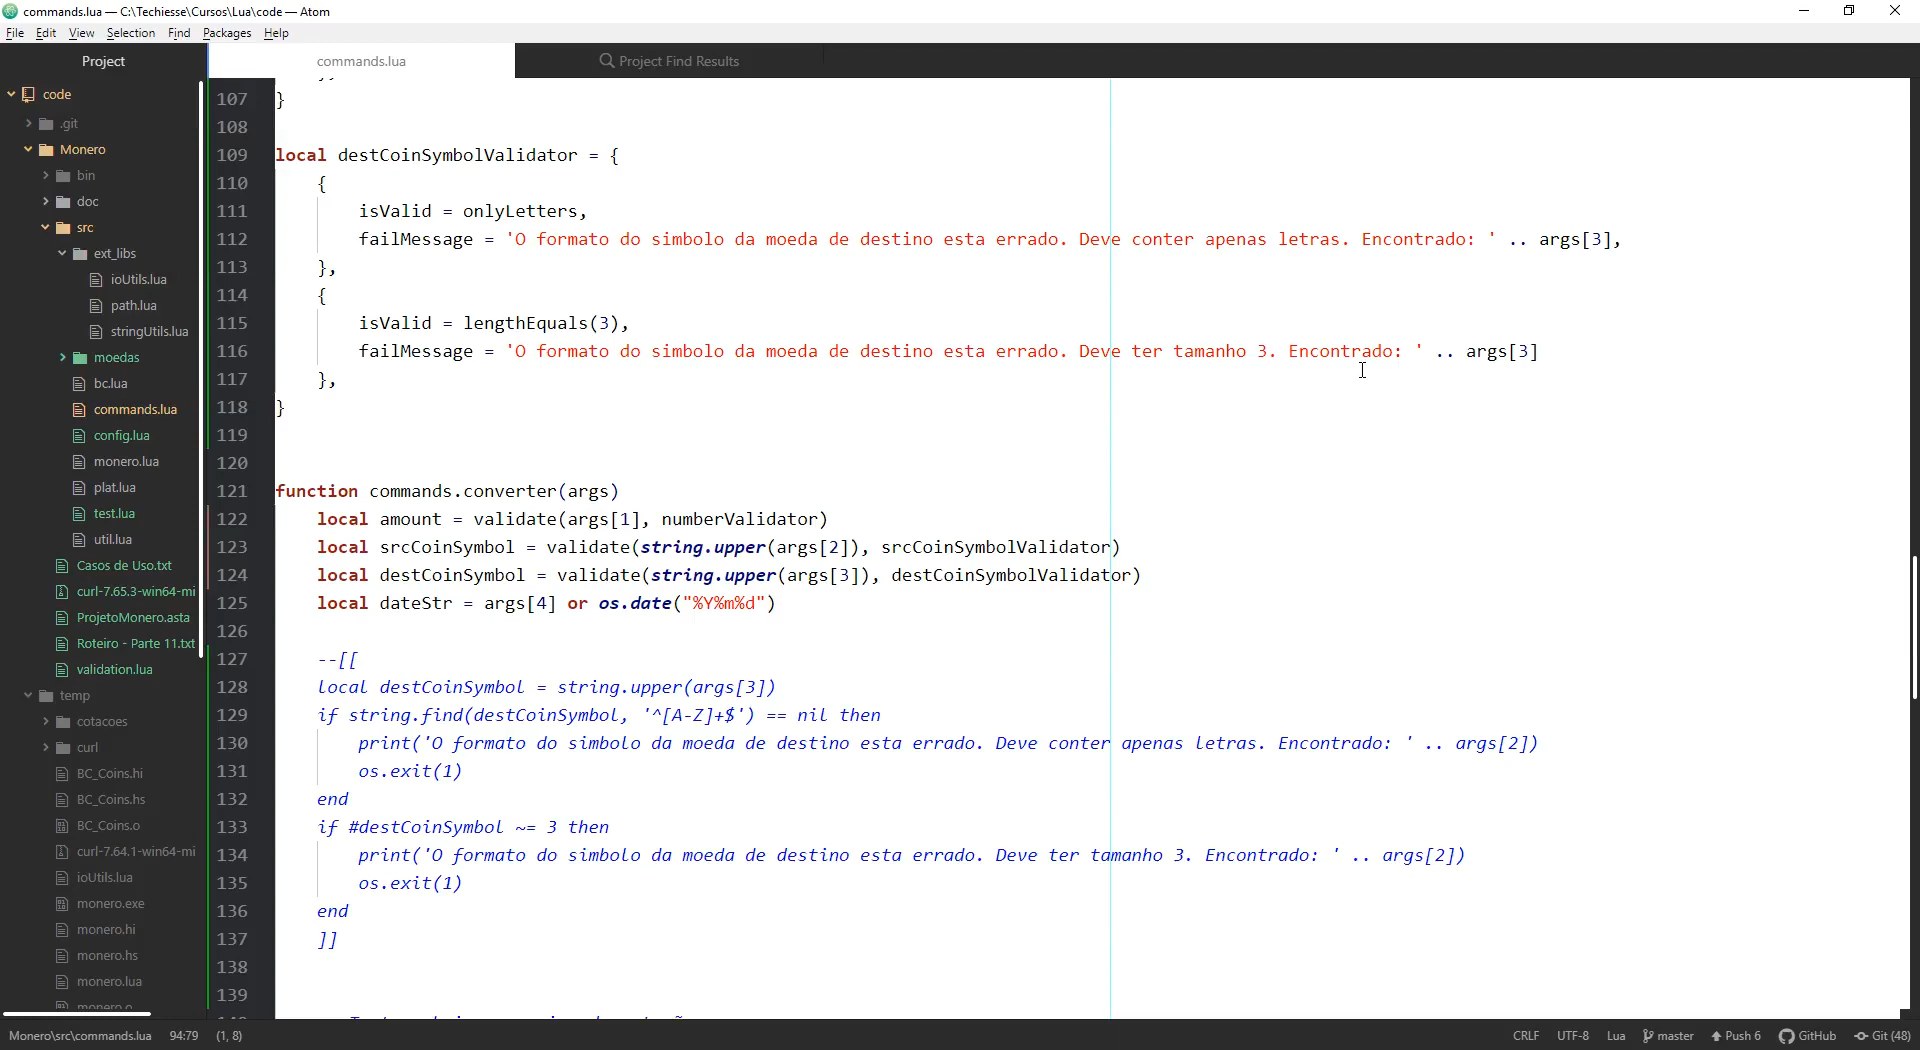 commands.lua — C:\Techiesse\Cursos\Lua\code — Atom
File Edit View Selection Find Packages Help
Project
commands.lua
Project Find Results
code
.git
Monero
bin
doc
src
ext_libs
ioUtils.lua
path.lua
stringUtils.lua
moedas
bc.lua
commands.lua
config.lua
monero.lua
plat.lua
test.lua
util.lua
Casos de Uso.txt
curl-7.65.3-win64-mi
ProjetoMonero.asta
Roteiro - Parte 11.txt
validation.lua
temp
cotacoes
curl
BC_Coins.hi
BC_Coins.hs
BC_Coins.o
curl-7.64.1-win64-mi
ioUtils.lua
monero.exe
monero.hi
monero.hs
monero.lua
monero.o
107 }
108
109 local destCoinSymbolValidator = {
110 {
111 isValid = onlyLetters,
112 failMessage = 'O formato do simbolo da moeda de destino esta errado. Deve conter apenas letras. Encontrado: ' .. args[3],
113 },
114 {
115 isValid = lengthEquals(3),
116 failMessage = 'O formato do simbolo da moeda de destino esta errado. Deve ter tamanho 3. Encontrado: ' .. args[3]
117 },
118 }
119
120
121 function commands.converter(args)
122 local amount = validate(args[1], numberValidator)
123 local srcCoinSymbol = validate(string.upper(args[2]), srcCoinSymbolValidator)
124 local destCoinSymbol = validate(string.upper(args[3]), destCoinSymbolValidator)
125 local dateStr = args[4] or os.date("%Y%m%d")
126
127 --[[
128 local destCoinSymbol = string.upper(args[3])
129 if string.find(destCoinSymbol, '^[A-Z]+$') == nil then
130 print('O formato do simbolo da moeda de destino esta errado. Deve conter apenas letras. Encontrado: ' .. args[2])
131 os.exit(1)
132 end
133 if #destCoinSymbol ~= 3 then
134 print('O formato do simbolo da moeda de destino esta errado. Deve ter tamanho 3. Encontrado: ' .. args[2])
135 os.exit(1)
136 end
137 ]]
138
139
Monero\src\commands.lua 94:79 (1, 8)
CRLF UTF-8 Lua master Push 6 GitHub Git (48)